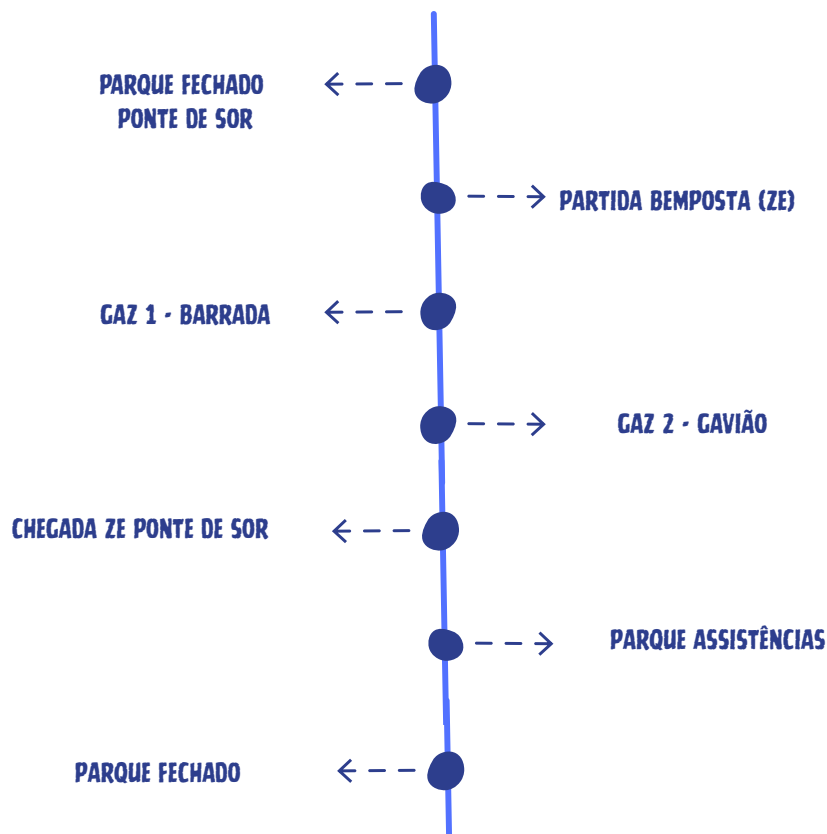 PARQUE FECHADO
PONTE DE SOR
PARTIDA BEMPOSTA (ZE)
GAZ 1 - BARRADA
GAZ 2 - GAVIÃO
CHEGADA ZE PONTE DE SOR
PARQUE ASSISTÊNCIAS
PARQUE FECHADO